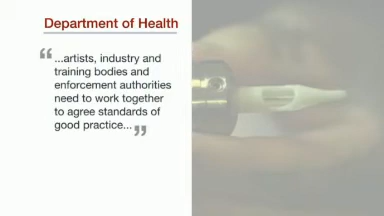 Department of Health
“ ...artists, industry and
training bodies and
enforcement authorities
need to work together
to agree standards of
good practice... ”